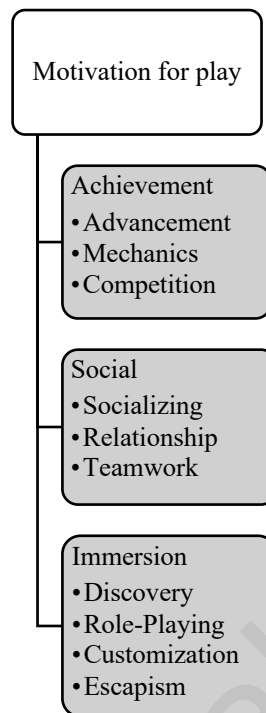 Motivation for play
Achievement
•Advancement
•Mechanics
•Competition
Social
•Socializing
•Relationship
•Teamwork
Immersion
•Discovery
•Role-Playing
•Customization
•Escapism